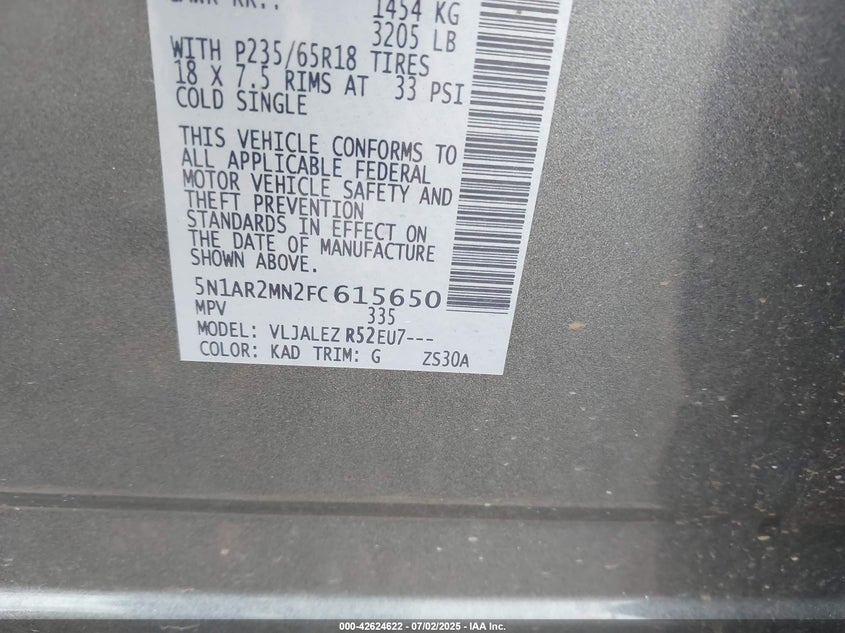 1454 KG
3205 LB
WITH P235/65R18 TIRES
18 X 7.5 RIMS AT 33 PSI
COLD SINGLE
THIS VEHICLE CONFORMS TO
ALL APPLICABLE FEDERAL
MOTOR VEHICLE SAFETY AND
THEFT PREVENTION
STANDARDS IN EFFECT ON
THE DATE OF MANUFACTURE
SHOWN ABOVE.
5N1AR2MN2FC615650
MPV 335
MODEL: VLJALEZ R52EU7---
COLOR: KAD TRIM: G ZS30A
000-42624622 - 07/02/2025 - IAA Inc.